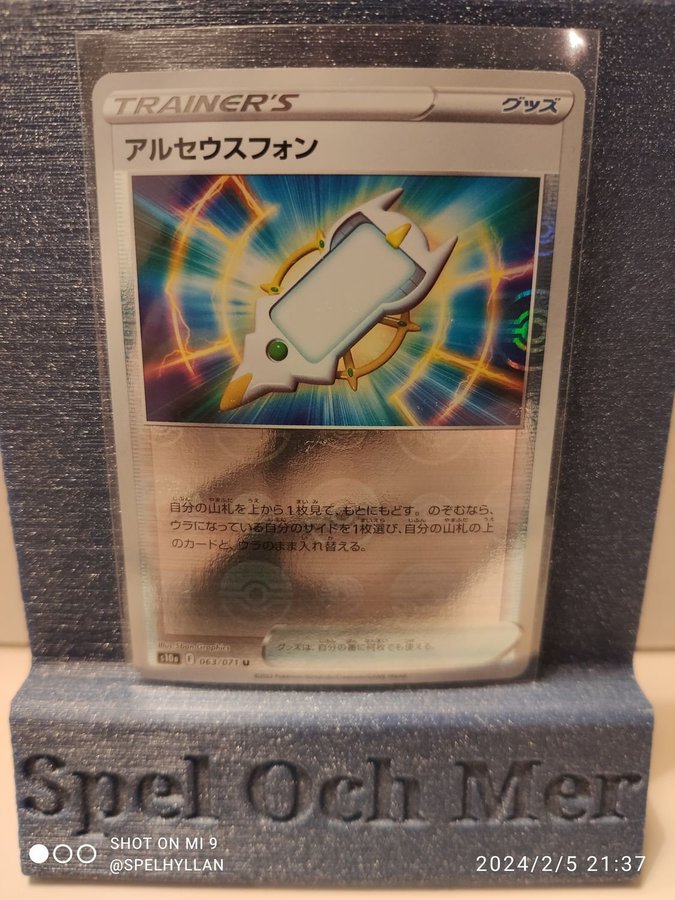 TRAINER'S グッズ
アルセウスフォン
自分の山札を上から1枚見て、もとにもどす。のぞむなら、
ウラになっている自分のサイドを1枚選び、自分の山札の上
のカードと、ウラのまま入れ替える。
Illus. Studio Bora Graphics
グッズは、自分の番に何枚でも使える。
s10a F 063/071 U
Spel Och Mer
SHOT ON MI 9
@SPELHYLLAN
2024/2/5 21:37